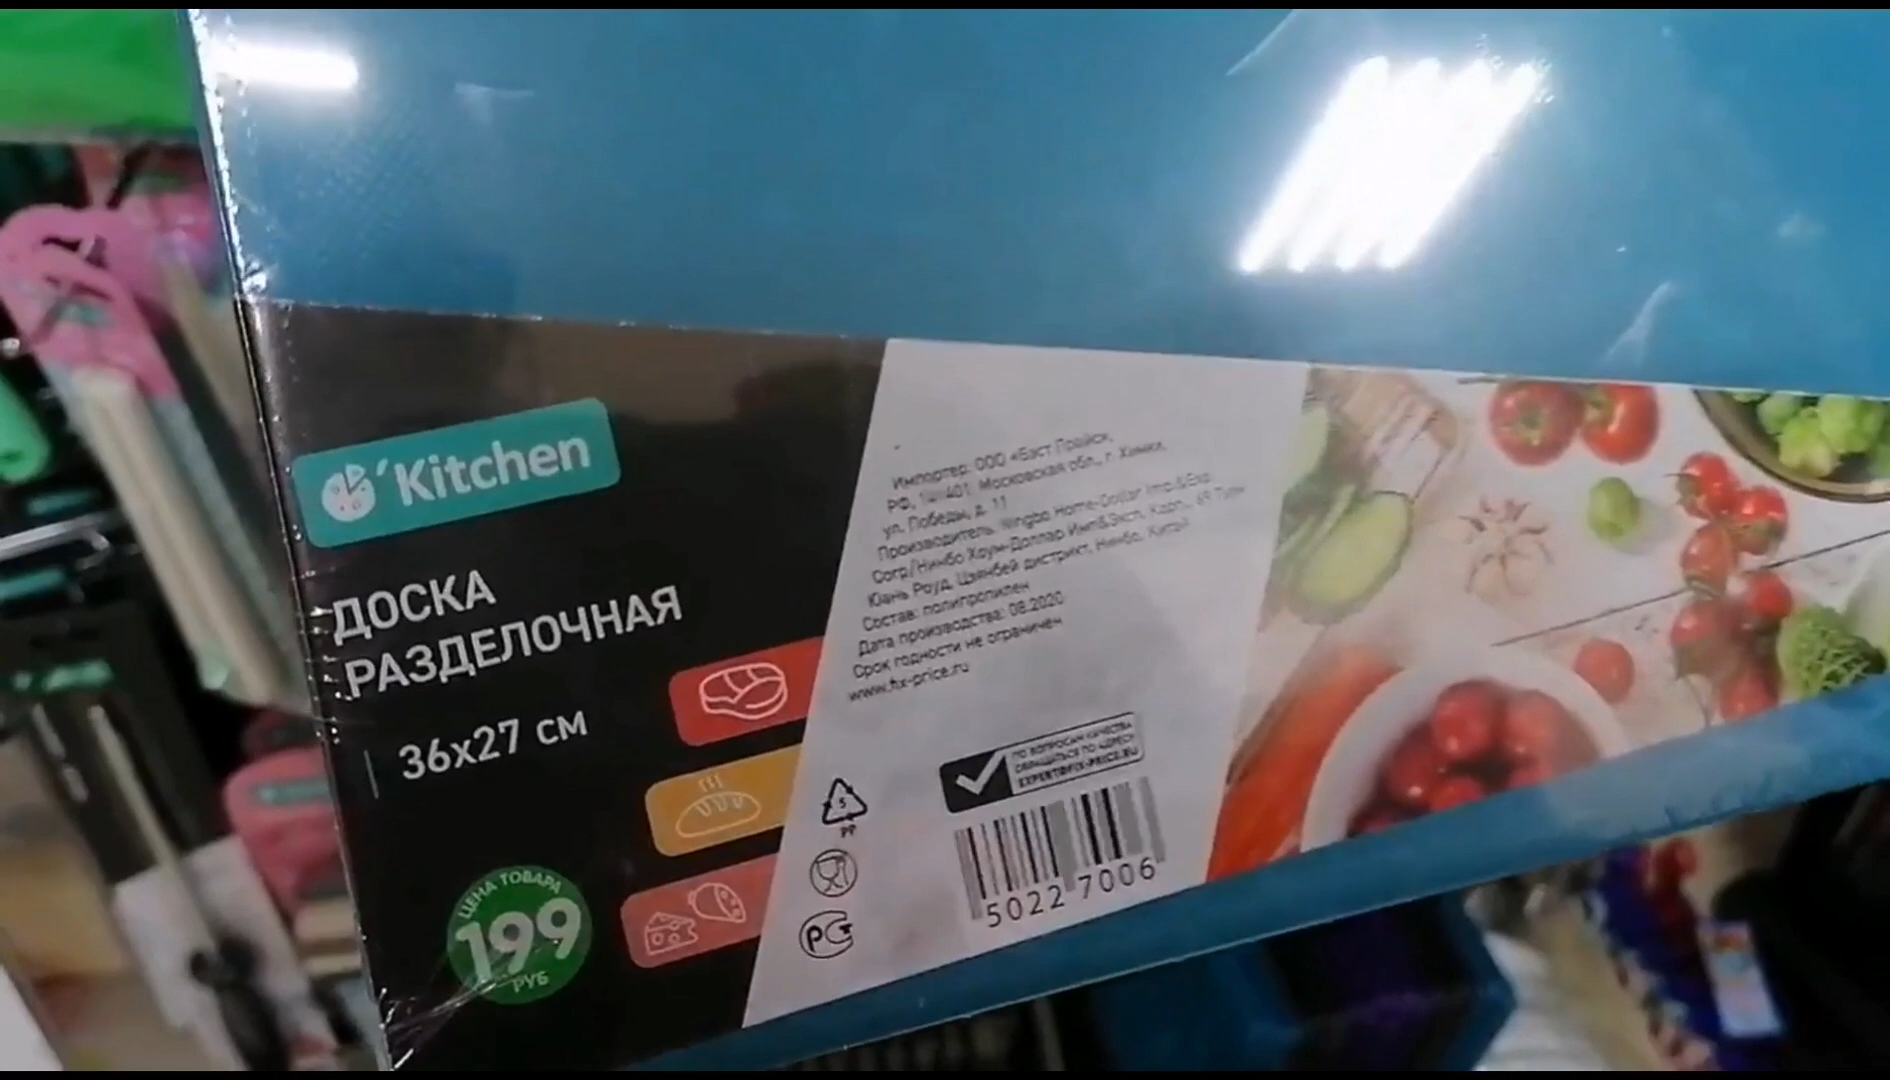 'Kitchen
ДОСКА
РАЗДЕЛОЧНАЯ
36х27 см
ЦЕНА ТОВАРА
199
РУБ
Импортер: ООО «Бэст Прайс»,
РФ, 141401, Московская обл., г. Химки,
ул. Победы, д. 11
Производитель: Ningbo Home-Dollar Imp.&Exp.
Corp/Нинбо Хоум-Доллар Имп&Эксп. Корп., 69
Юань Роуд, Цзянбей дистрикт, Нинбо, Китай
Состав: полипропилен
Дата производства: 08.2020
Срок годности не ограничен
www.fix-price.ru
ПО ВОПРОСАМ КАЧЕСТВА
ОБРАЩАТЬСЯ ПО АДРЕСУ
EXPERT@FIX-PRICE.RU
5
PP
РСТ
5022 7006